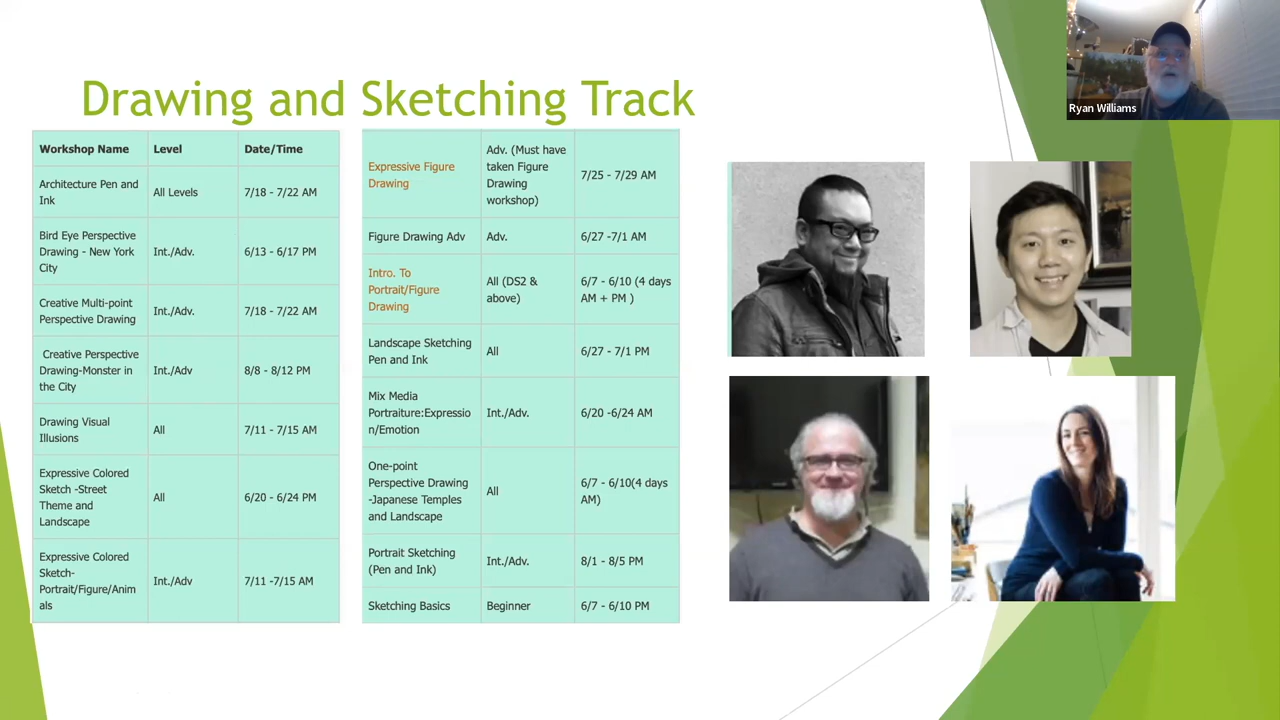 Drawing and Sketching Track
Ryan Williams
Workshop Name Level Date/Time
Architecture Pen and
Ink
All Levels
7/18 - 7/22 AM
Bird Eye Perspective
Drawing - New York
City
Int./Adv.
6/13 - 6/17 PM
Creative Multi-point
Perspective Drawing
Int./Adv.
7/18 - 7/22 AM
Creative Perspective
Drawing-Monster in
the City
Int./Adv
8/8 - 8/12 PM
Drawing Visual
Illusions
All
7/11 - 7/15 AM
Expressive Colored
Sketch -Street
Theme and
Landscape
All
6/20 - 6/24 PM
Expressive Colored
Sketch-
Portrait/Figure/Anim
als
Int./Adv
7/11 -7/15 AM
Expressive Figure
Drawing
Adv. (Must have
taken Figure
Drawing
workshop)
7/25 - 7/29 AM
Figure Drawing Adv
Adv.
6/27 -7/1 AM
Intro. To
Portrait/Figure
Drawing
All (DS2 &
above)
6/7 - 6/10 (4 days
AM + PM )
Landscape Sketching
Pen and Ink
All
6/27 - 7/1 PM
Mix Media
Portraiture:Expressio
n/Emotion
Int./Adv.
6/20 -6/24 AM
One-point
Perspective Drawing
-Japanese Temples
and Landscape
All
6/7 - 6/10(4 days
AM)
Portrait Sketching
(Pen and Ink)
Int./Adv.
8/1 - 8/5 PM
Sketching Basics
Beginner
6/7 - 6/10 PM